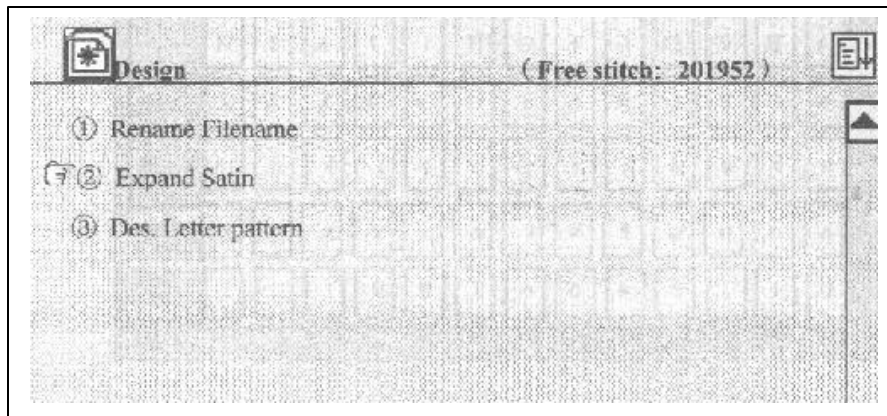 Design (Free stitch: 201952)
① Rename Filename
② Expand Satin
③ Des. Letter pattern